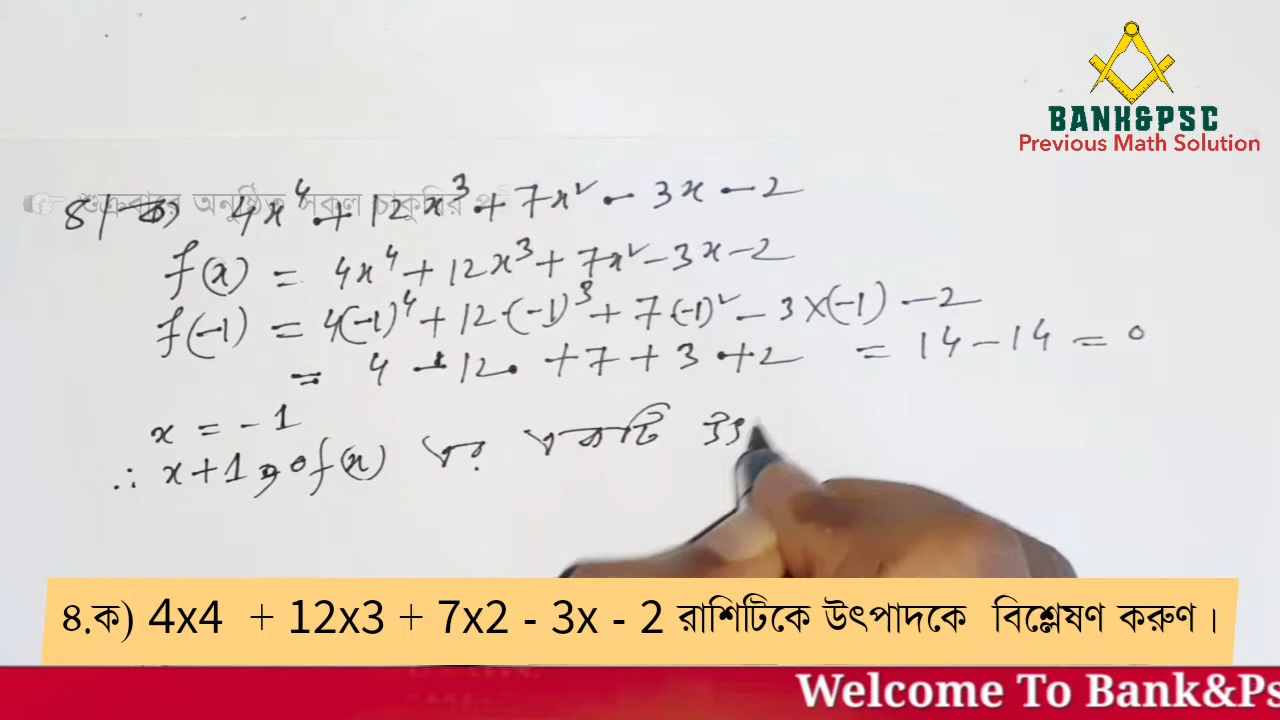 BANK&PSC
Previous Math Solution
৪। ক) 4x⁴ + 12x³ + 7x² - 3x - 2
f(x) = 4x⁴ + 12x³ + 7x² - 3x - 2
f(-1) = 4(-1)⁴ + 12(-1)³ + 7(-1)² - 3×(-1) - 2
= 4 - 12 + 7 + 3 + 2 = 14 - 14 = 0
x = -1
∴ x+1 f(x) এর একটি
৪.ক) 4x4 + 12x3 + 7x2 - 3x - 2 রাশিটিকে উৎপাদকে বিশ্লেষণ করুণ।
Welcome To Bank&Ps